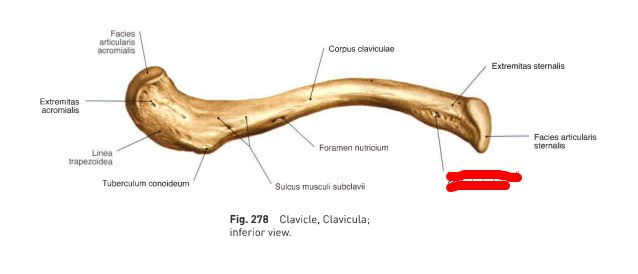 Facies
articularis
acromialis
Corpus claviculae
Extremitas sternalis
Extremitas
acromialis
Facies articularis
sternalis
Foramen nutricium
Linea
trapezoidea
Tuberculum conoideum
Sulcus musculi subclavii
Fig. 278 Clavicle, Clavicula;
inferior view.